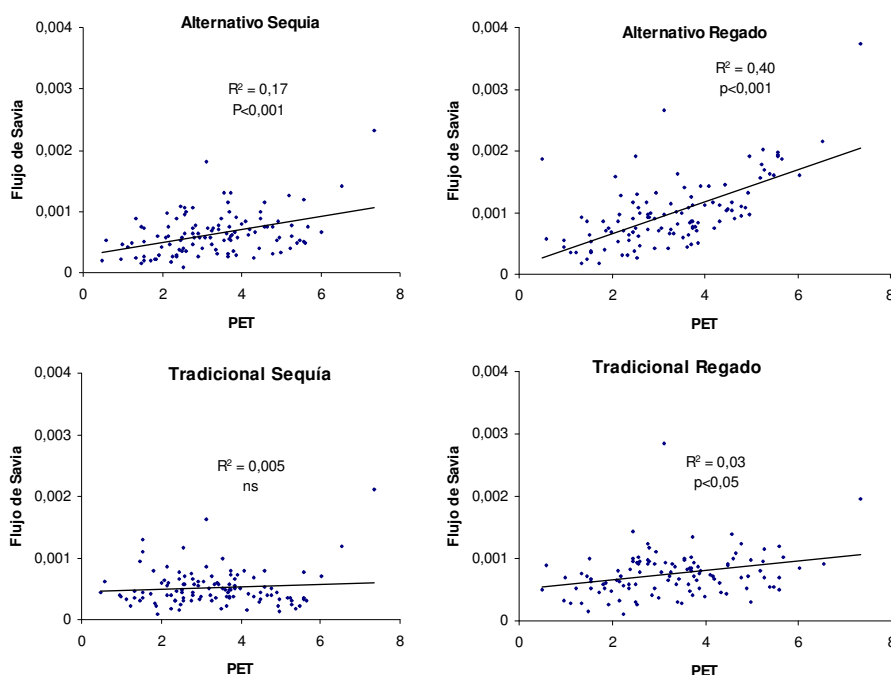 Alternativo Sequia
0,004
0,003
0,002
0,001
0
Flujo de Savia
R² = 0,17
P<0,001
0 2 4 6 8
PET
Alternativo Regado
0,004
0,003
0,002
0,001
0
Flujo de Savia
R² = 0,40
p<0,001
0 2 4 6 8
PET
Tradicional Sequía
0,004
0,003
0,002
0,001
0
Flujo de Savia
R² = 0,005
ns
0 2 4 6 8
PET
Tradicional Regado
0,004
0,003
0,002
0,001
0
Flujo de Savia
R² = 0,03
p<0,05
0 2 4 6 8
PET